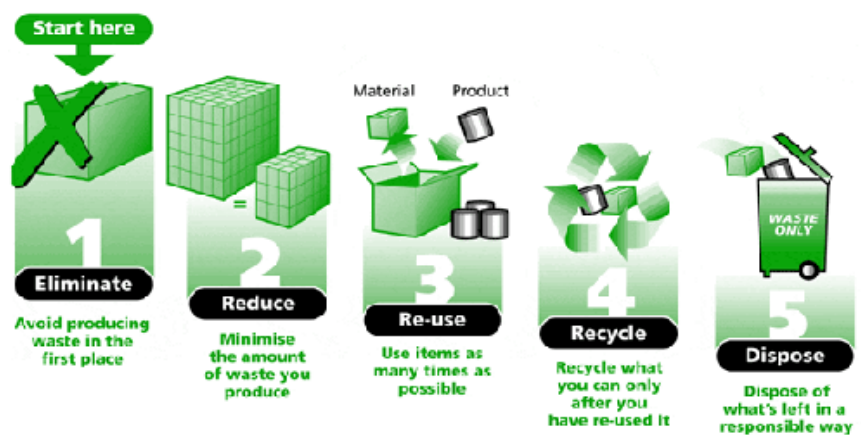 Start here
1
Eliminate
Avoid producing
waste in the
first place
=
2
Reduce
Minimise
the amount
of waste you
produce
Material
Product
3
Re-use
Use items as
many times as
possible
4
Recycle
Recycle what
you can only
after you
have re-used it
WASTE
ONLY
5
Dispose
Dispose of
what's left in a
responsible way